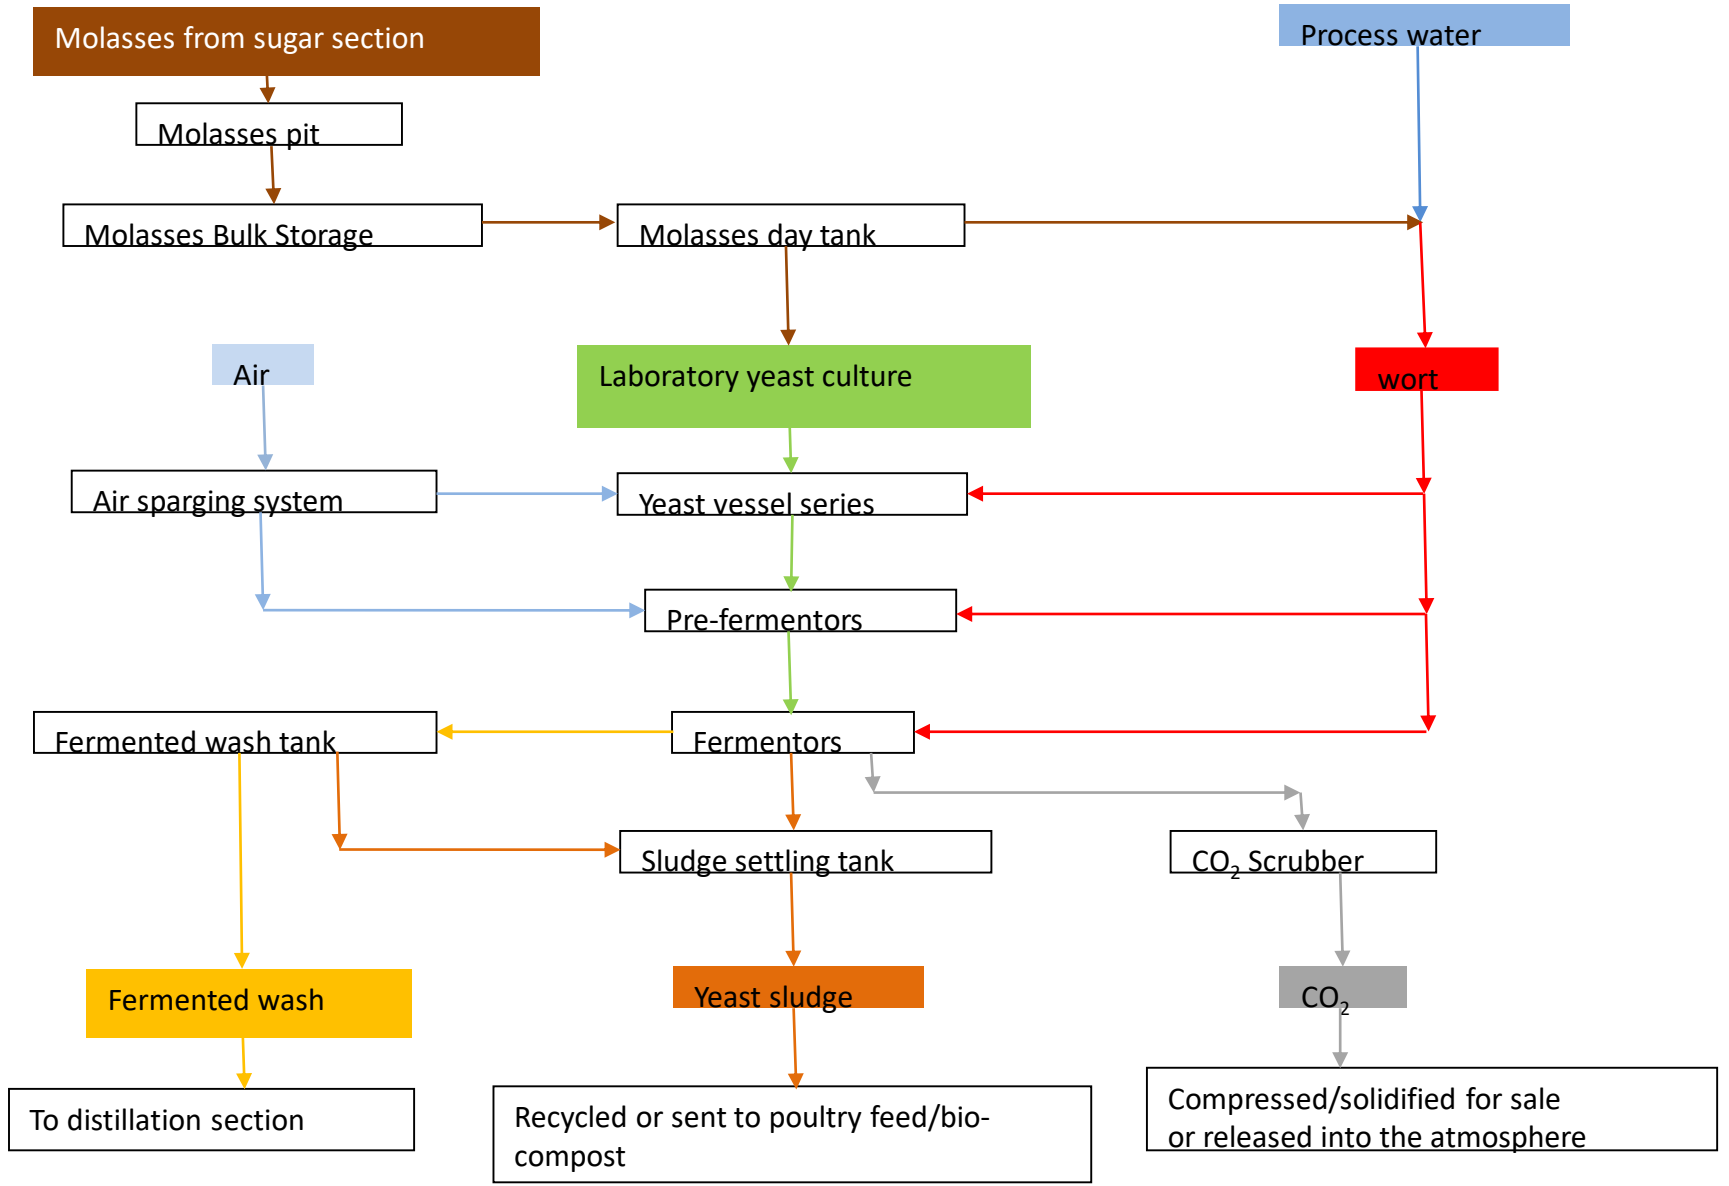 Molasses from sugar section
Process water
Molasses pit
Molasses Bulk Storage
Molasses day tank
Air
Laboratory yeast culture
wort
Air sparging system
Yeast vessel series
Pre-fermentors
Fermented wash tank
Fermentors
Sludge settling tank
CO₂ Scrubber
Fermented wash
Yeast sludge
CO₂
To distillation section
Recycled or sent to poultry feed/bio-
compost
Compressed/solidified for sale
or released into the atmosphere